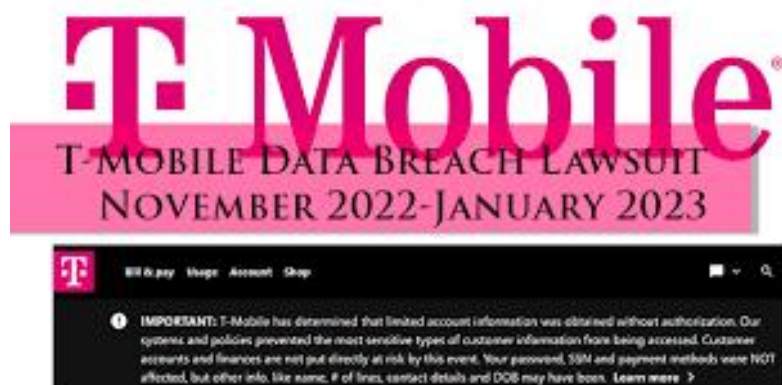 T Mobile®
T-MOBILE DATA BREACH LAWSUIT
NOVEMBER 2022-JANUARY 2023
T Bill & pay Usage Account Shop
IMPORTANT: T-Mobile has determined that limited account information was obtained without authorization. Our
systems and policies prevented the most sensitive types of customer information from being accessed. Customer
accounts and finances are not put directly at risk by this event. Your password, SSN and payment methods were NOT
affected, but other info, like name, # of lines, contact details and DOB may have been. Learn more >